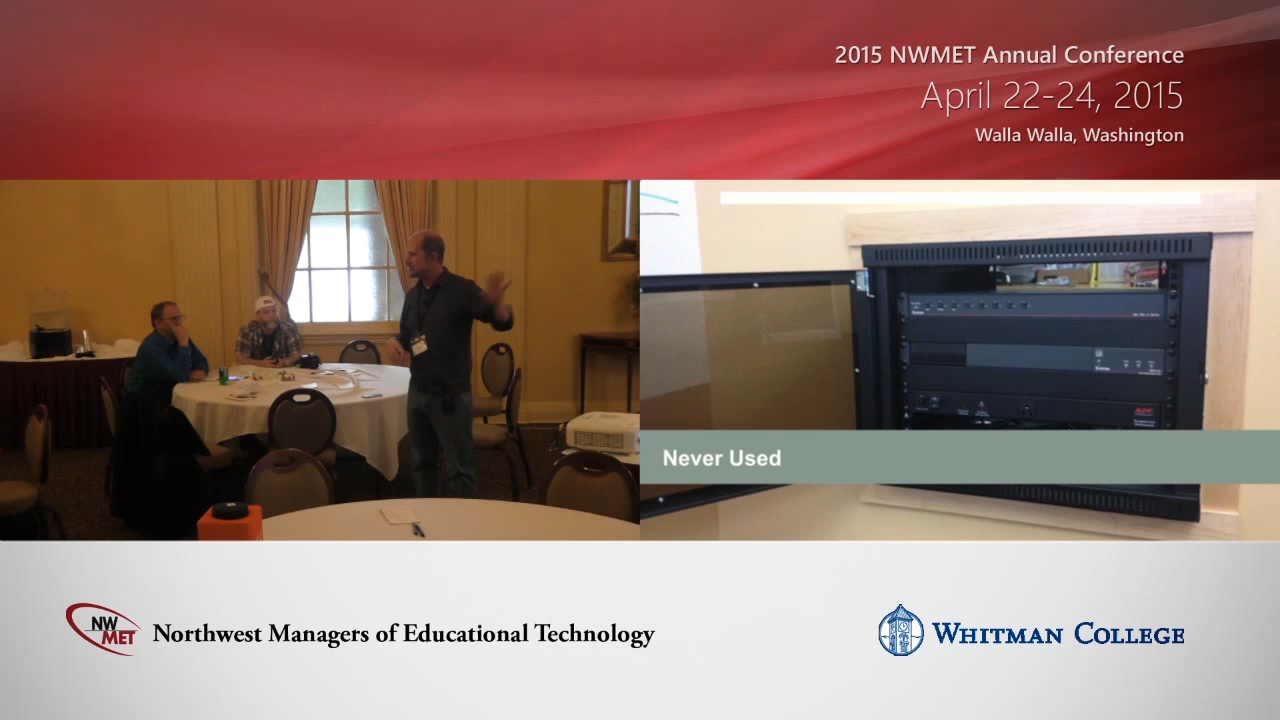 2015 NWMET Annual Conference
April 22-24, 2015
Walla Walla, Washington
APC
Never Used
NW
MET
Northwest Managers of Educational Technology
WHITMAN COLLEGE